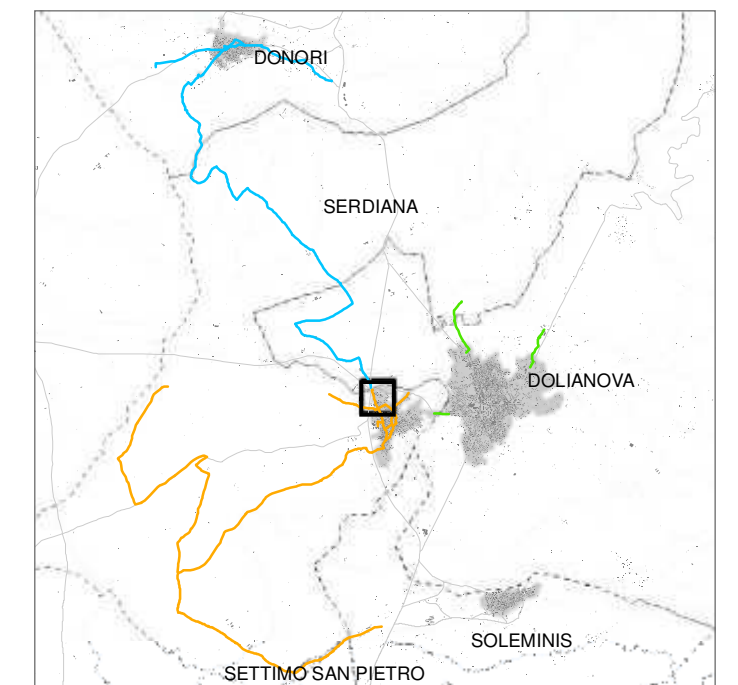 DONORI
SERDIANA
DOLIANOVA
SOLEMINIS
SETTIMO SAN PIETRO